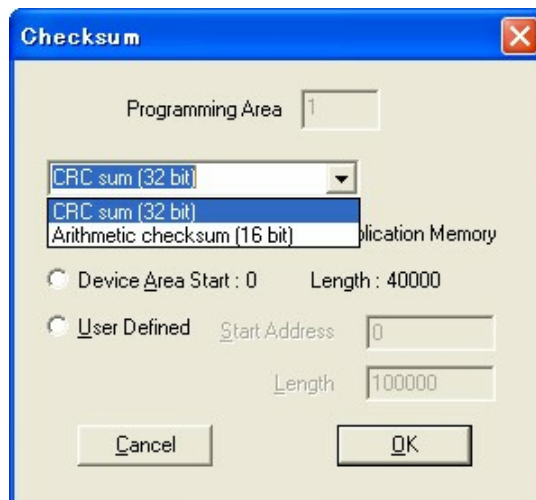 Checksum
Programming Area 1
CRC sum (32 bit)
CRC sum (32 bit)
Arithmetic checksum (16 bit)
lication Memory
Device Area Start : 0 Length : 40000
User Defined Start Address 0
Length 100000
Cancel OK